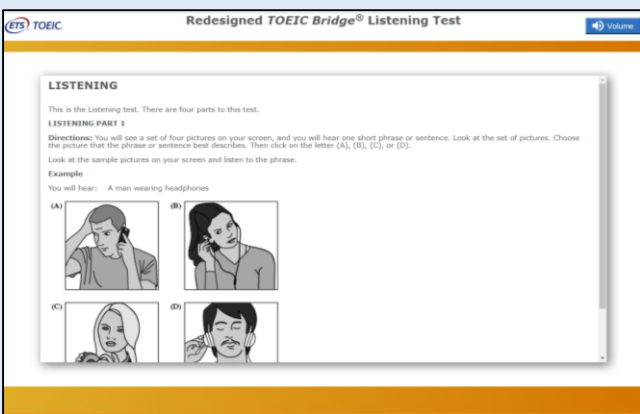 ETS TOEIC.
Redesigned TOEIC Bridge® Listening Test
Volume
LISTENING
This is the Listening test. There are four parts to this test.
LISTENING PART 1
Directions: You will see a set of four pictures on your screen, and you will hear one short phrase or sentence. Look at the set of pictures. Choose
the picture that the phrase or sentence best describes. Then click on the letter (A), (B), (C), or (D).
Look at the sample pictures on your screen and listen to the phrase.
Example
You will hear: A man wearing headphones
(A) (B)
(C) (D)